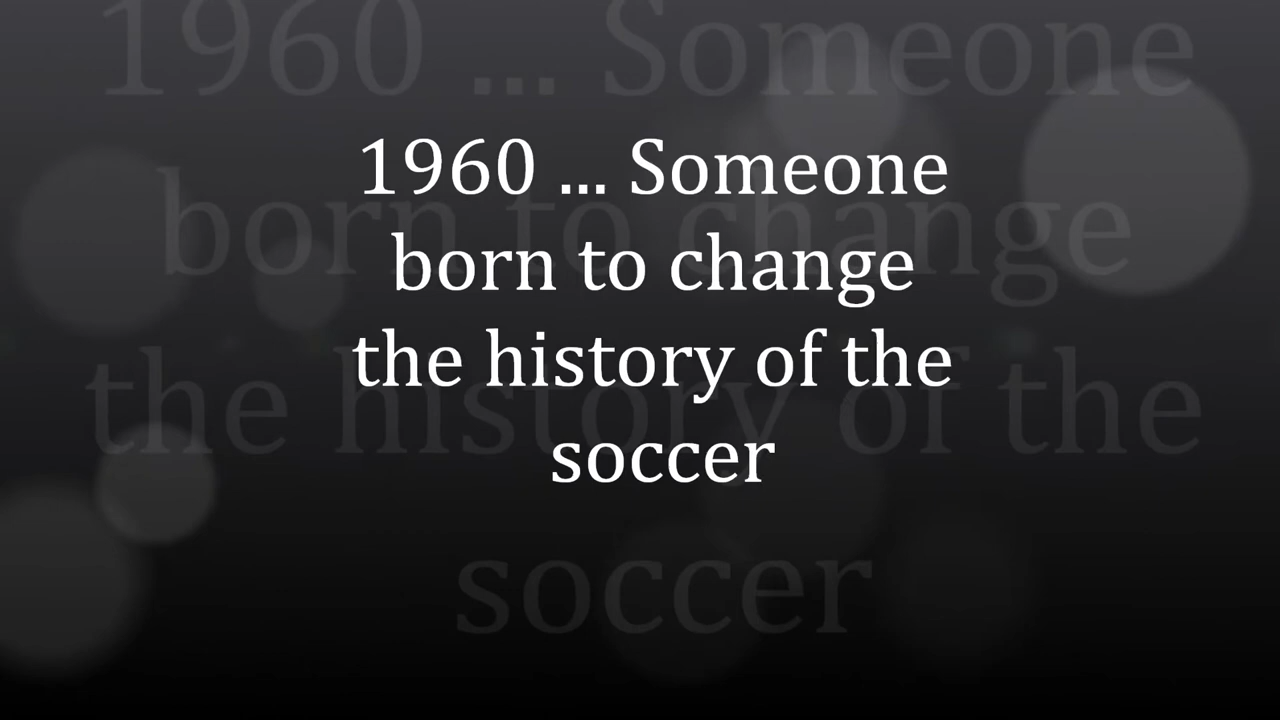 1960 ... Someone
born to change
the history of the
soccer